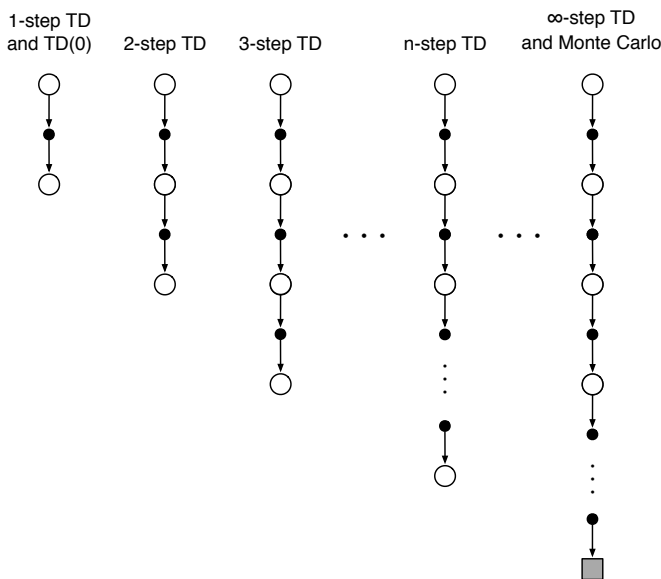 1-step TD
and TD(0)
2-step TD
3-step TD
n-step TD
∞-step TD
and Monte Carlo